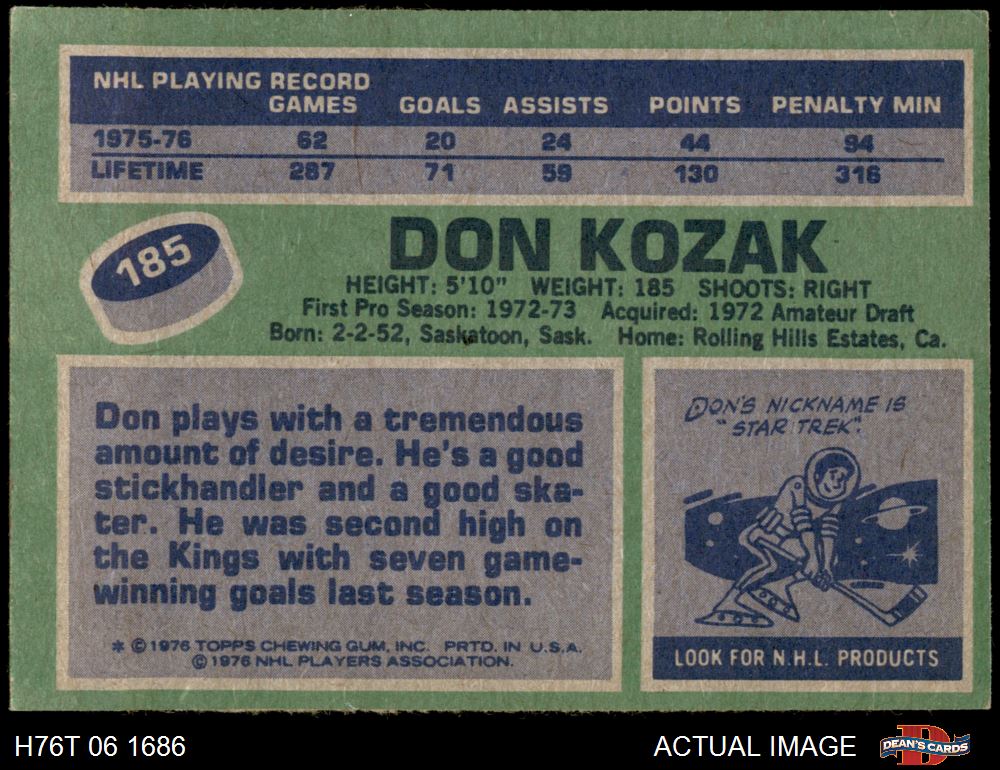 NHL PLAYING RECORD
GAMES GOALS ASSISTS POINTS PENALTY MIN
1975-76 62 20 24 44 94
LIFETIME 287 71 59 130 316
185
DON KOZAK
HEIGHT: 5'10" WEIGHT: 185 SHOOTS: RIGHT
First Pro Season: 1972-73 Acquired: 1972 Amateur Draft
Born: 2-2-52, Saskatoon, Sask. Home: Rolling Hills Estates, Ca.
Don plays with a tremendous
amount of desire. He's a good
stickhandler and a good ska-
ter. He was second high on
the Kings with seven game-
winning goals last season.
* © 1976 TOPPS CHEWING GUM, INC. PRTD. IN U.S.A.
© 1976 NHL PLAYERS ASSOCIATION.
DON'S NICKNAME IS
"STAR TREK".
LOOK FOR N.H.L. PRODUCTS
H76T 06 1686
ACTUAL IMAGE
DEAN'S CARDS